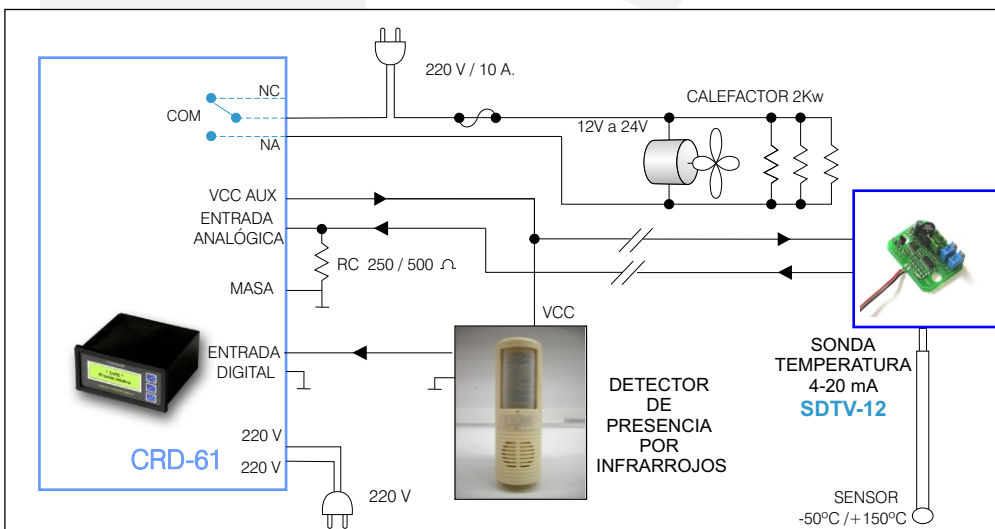 NC
COM
NA
220 V / 10 A.
CALEFACTOR 2Kw
12V a 24V
VCC AUX
ENTRADA
ANALÓGICA
RC 250 / 500 Ω
MASA
VCC
ENTRADA
DIGITAL
220 V
220 V
CRD-61
220 V
DETECTOR
DE
PRESENCIA
POR
INFRARROJOS
SONDA
TEMPERATURA
4-20 mA
SDTV-12
SENSOR
-50ºC /+150ºC